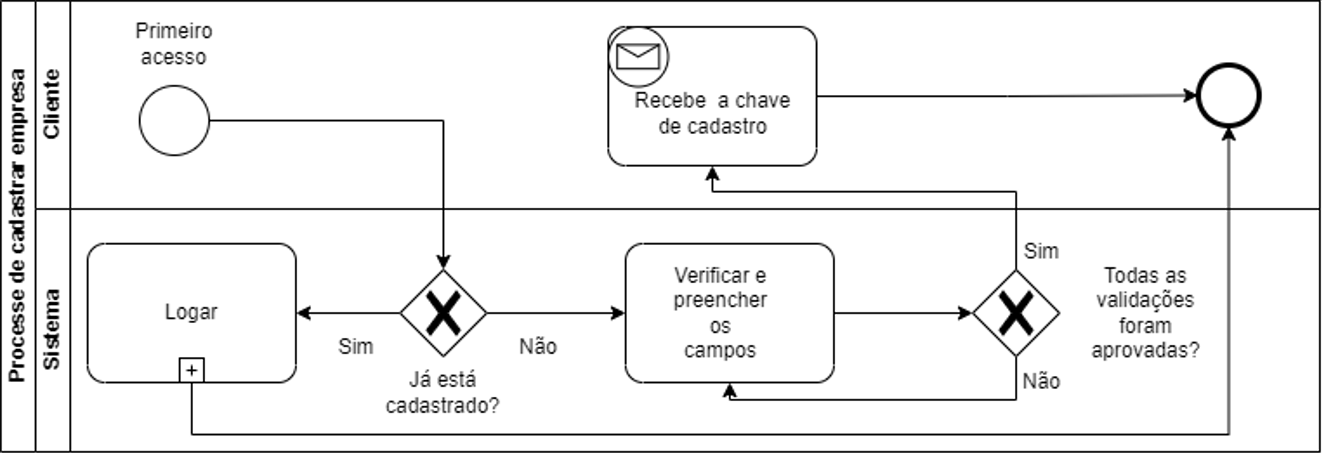 Processe de cadastrar empresa
Cliente
Primeiro
acesso
Recebe a chave
de cadastro
Sistema
Logar
+
Sim
Já está
cadastrado?
Não
Verificar e
preencher
os
campos
Sim
Não
Todas as
validações
foram
aprovadas?